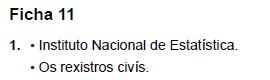 Ficha 11
1. • Instituto Nacional de Estatística.
• Os rexistros civís.